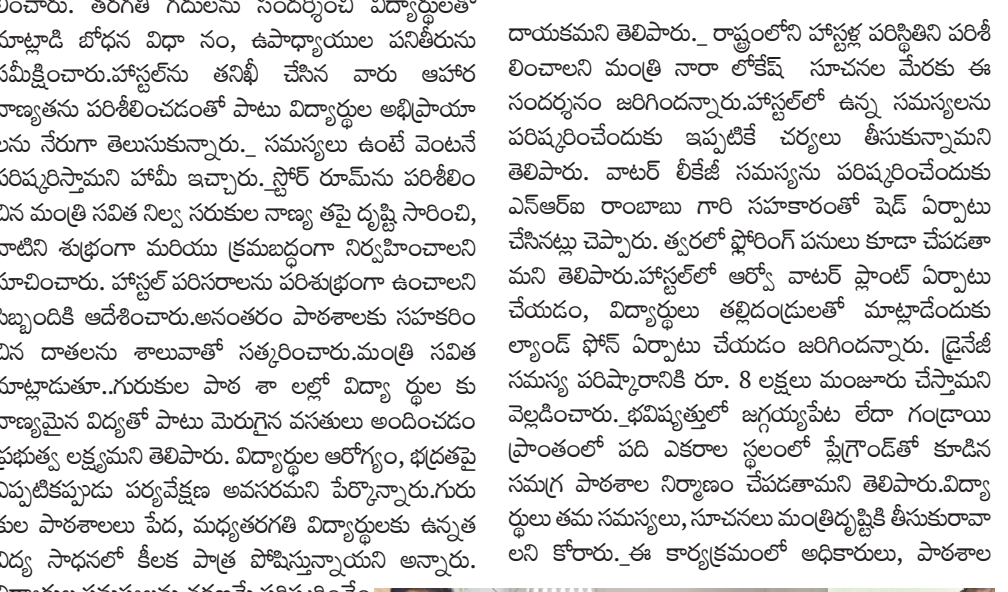 లించారు. తరగతి గదులను సందర్శించి విద్యార్థులతో
మాట్లాడి బోధన విధా నం, ఉపాధ్యాయుల పనితీరును
సమీక్షించారు.హాస్టల్‌ను తనిఖీ చేసిన వారు ఆహార
నాణ్యతను పరిశీలించడంతో పాటు విద్యార్థుల అభిప్రాయా
లను నేరుగా తెలుసుకున్నారు._ సమస్యలు ఉంటే వెంటనే
పరిష్కరిస్తామని హామీ ఇచ్చారు._స్టోర్ రూమ్‌ను పరిశీలిం
చిన మంత్రి సవిత నిల్వ సరుకుల నాణ్య తపై దృష్టి సారించి,
వాటిని శుభ్రంగా మరియు క్రమబద్ధంగా నిర్వహించాలని
సూచించారు. హాస్టల్ పరిసరాలను పరిశుభ్రంగా ఉంచాలని
సిబ్బందికి ఆదేశించారు.అనంతరం పాఠశాలకు సహకరిం
చిన దాతలను శాలువాతో సత్కరించారు.మంత్రి సవిత
మాట్లాడుతూ..గురుకుల పాఠ శా లల్లో విద్యా ర్థుల కు
నాణ్యమైన విద్యతో పాటు మెరుగైన వసతులు అందించడం
ప్రభుత్వ లక్ష్యమని తెలిపారు. విద్యార్థుల ఆరోగ్యం, భద్రతపై
ఎప్పటికప్పుడు పర్యవేక్షణ అవసరమని పేర్కొన్నారు.గురు
కుల పాఠశాలలు పేద, మధ్యతరగతి విద్యార్థులకు ఉన్నత
విద్య సాధనలో కీలక పాత్ర పోషిస్తున్నాయని అన్నారు.
దాయకమని తెలిపారు._ రాష్ట్రంలోని హాస్టళ్ల పరిస్థితిని పరిశీ
లించాలని మంత్రి నారా లోకేష్ సూచనల మేరకు ఈ
సందర్శనం జరిగిందన్నారు.హాస్టల్‌లో ఉన్న సమస్యలను
పరిష్కరించేందుకు ఇప్పటికే చర్యలు తీసుకున్నామని
తెలిపారు. వాటర్ లీకేజీ సమస్యను పరిష్కరించేందుకు
ఎన్ఆర్ఐ రాంబాబు గారి సహకారంతో షెడ్ ఏర్పాటు
చేసినట్లు చెప్పారు. త్వరలో ఫ్లోరింగ్ పనులు కూడా చేపడతా
మని తెలిపారు.హాస్టల్‌లో ఆర్వో వాటర్ ప్లాంట్ ఏర్పాటు
చేయడం, విద్యార్థులు తల్లిదండ్రులతో మాట్లాడేందుకు
ల్యాండ్ ఫోన్ ఏర్పాటు చేయడం జరిగిందన్నారు. డ్రైనేజీ
సమస్య పరిష్కారానికి రూ. 8 లక్షలు మంజూరు చేస్తామని
వెల్లడించారు._భవిష్యత్తులో జగ్గయ్యపేట లేదా గండ్రాయి
ప్రాంతంలో పది ఎకరాల స్థలంలో ప్లేగ్రౌండ్‌తో కూడిన
సమగ్ర పాఠశాల నిర్మాణం చేపడతామని తెలిపారు.విద్యా
ర్థులు తమ సమస్యలు, సూచనలు మంత్రిదృష్టికి తీసుకురావా
లని కోరారు._ఈ కార్యక్రమంలో అధికారులు, పాఠశాల